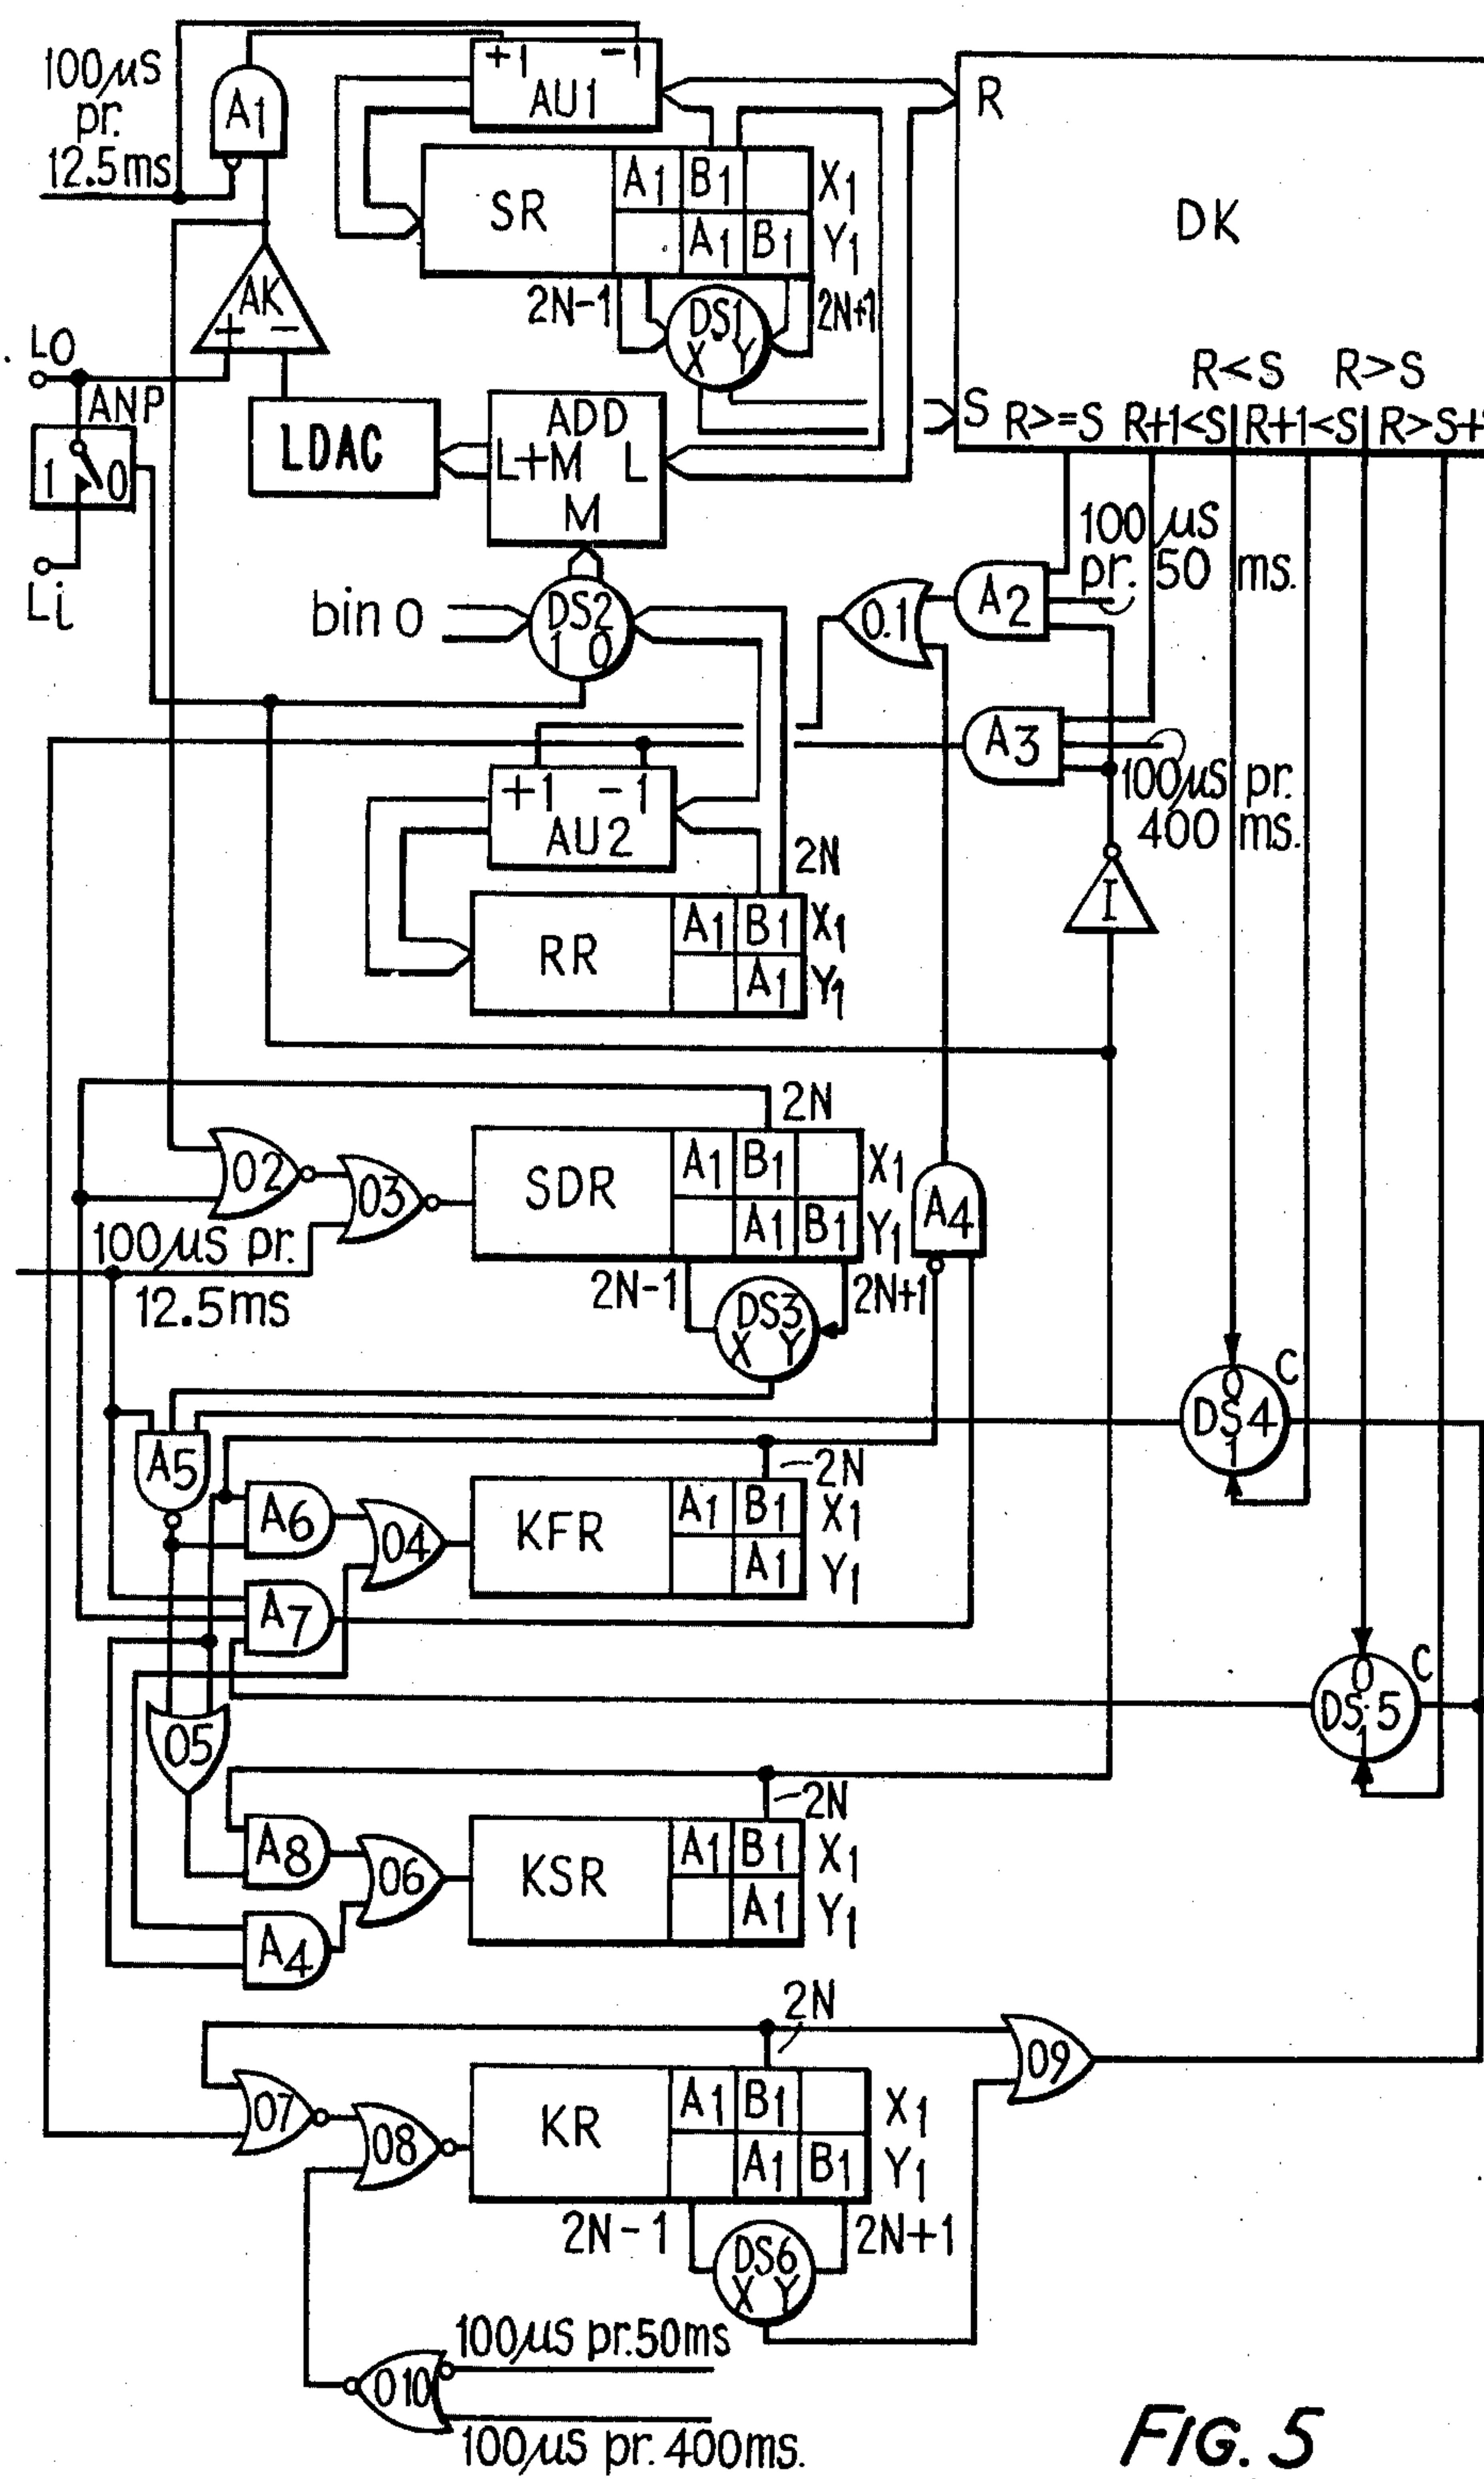 100µs
pr.
12.5ms
A1
+1 -1
AU1
R
DK
SR
A1 B1 X1
A1 B1 Y1
2N-1
DS1
X Y
2N+1
AK
+ -
L0
ANP
1 0
Li
LDAC
ADD
L+M L
M
S
R<S R>S
R>=S R+1<S R+1<S R>S+
100µs
pr. 50 ms.
bin 0
DS2
1 0
0.1
A2
A3
100µs pr.
400 ms.
+1 -1
AU2
2N
I
RR
A1 B1 X1
A1 Y1
2N
02
03
SDR
A1 B1 X1
A1 B1 Y1
A4
100µs pr.
12.5ms
2N-1
DS3
X Y
2N+1
0
DS4
1
C
A5
2N
A6
04
KFR
A1 B1 X1
A1 Y1
A7
05
0
DS.5
1
C
2N
A8
06
KSR
A1 B1 X1
A1 Y1
A4
2N
07
08
KR
A1 B1 X1
A1 B1 Y1
09
2N-1
DS6
X Y
2N+1
100µs pr.50ms
010
100µs pr.400ms.
FIG. 5